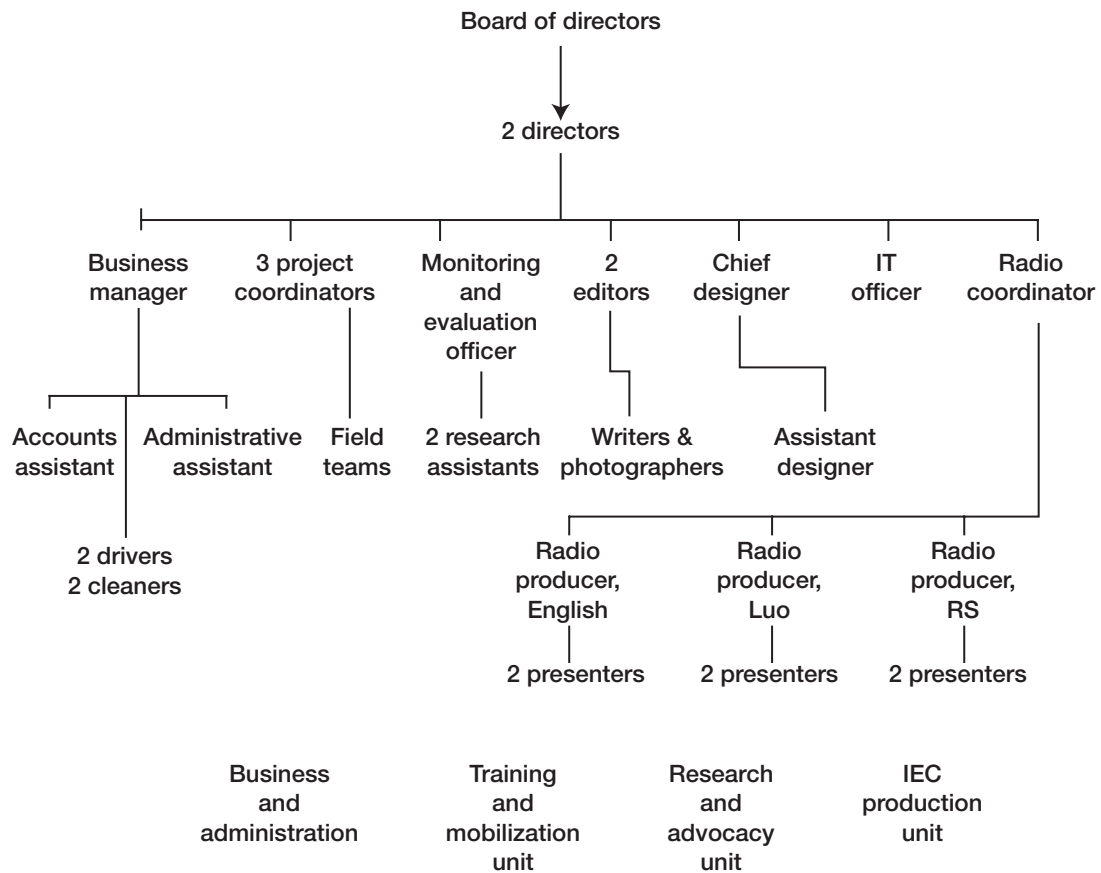 Board of directors
2 directors
Business
manager
3 project
coordinators
Monitoring
and
evaluation
officer
2
editors
Chief
designer
IT
officer
Radio
coordinator
Accounts
assistant
Administrative
assistant
Field
teams
2 research
assistants
Writers &
photographers
Assistant
designer
2 drivers
2 cleaners
Radio
producer,
English
Radio
producer,
Luo
Radio
producer,
RS
2 presenters
2 presenters
2 presenters
Business
and
administration
Training
and
mobilization
unit
Research
and
advocacy
unit
IEC
production
unit